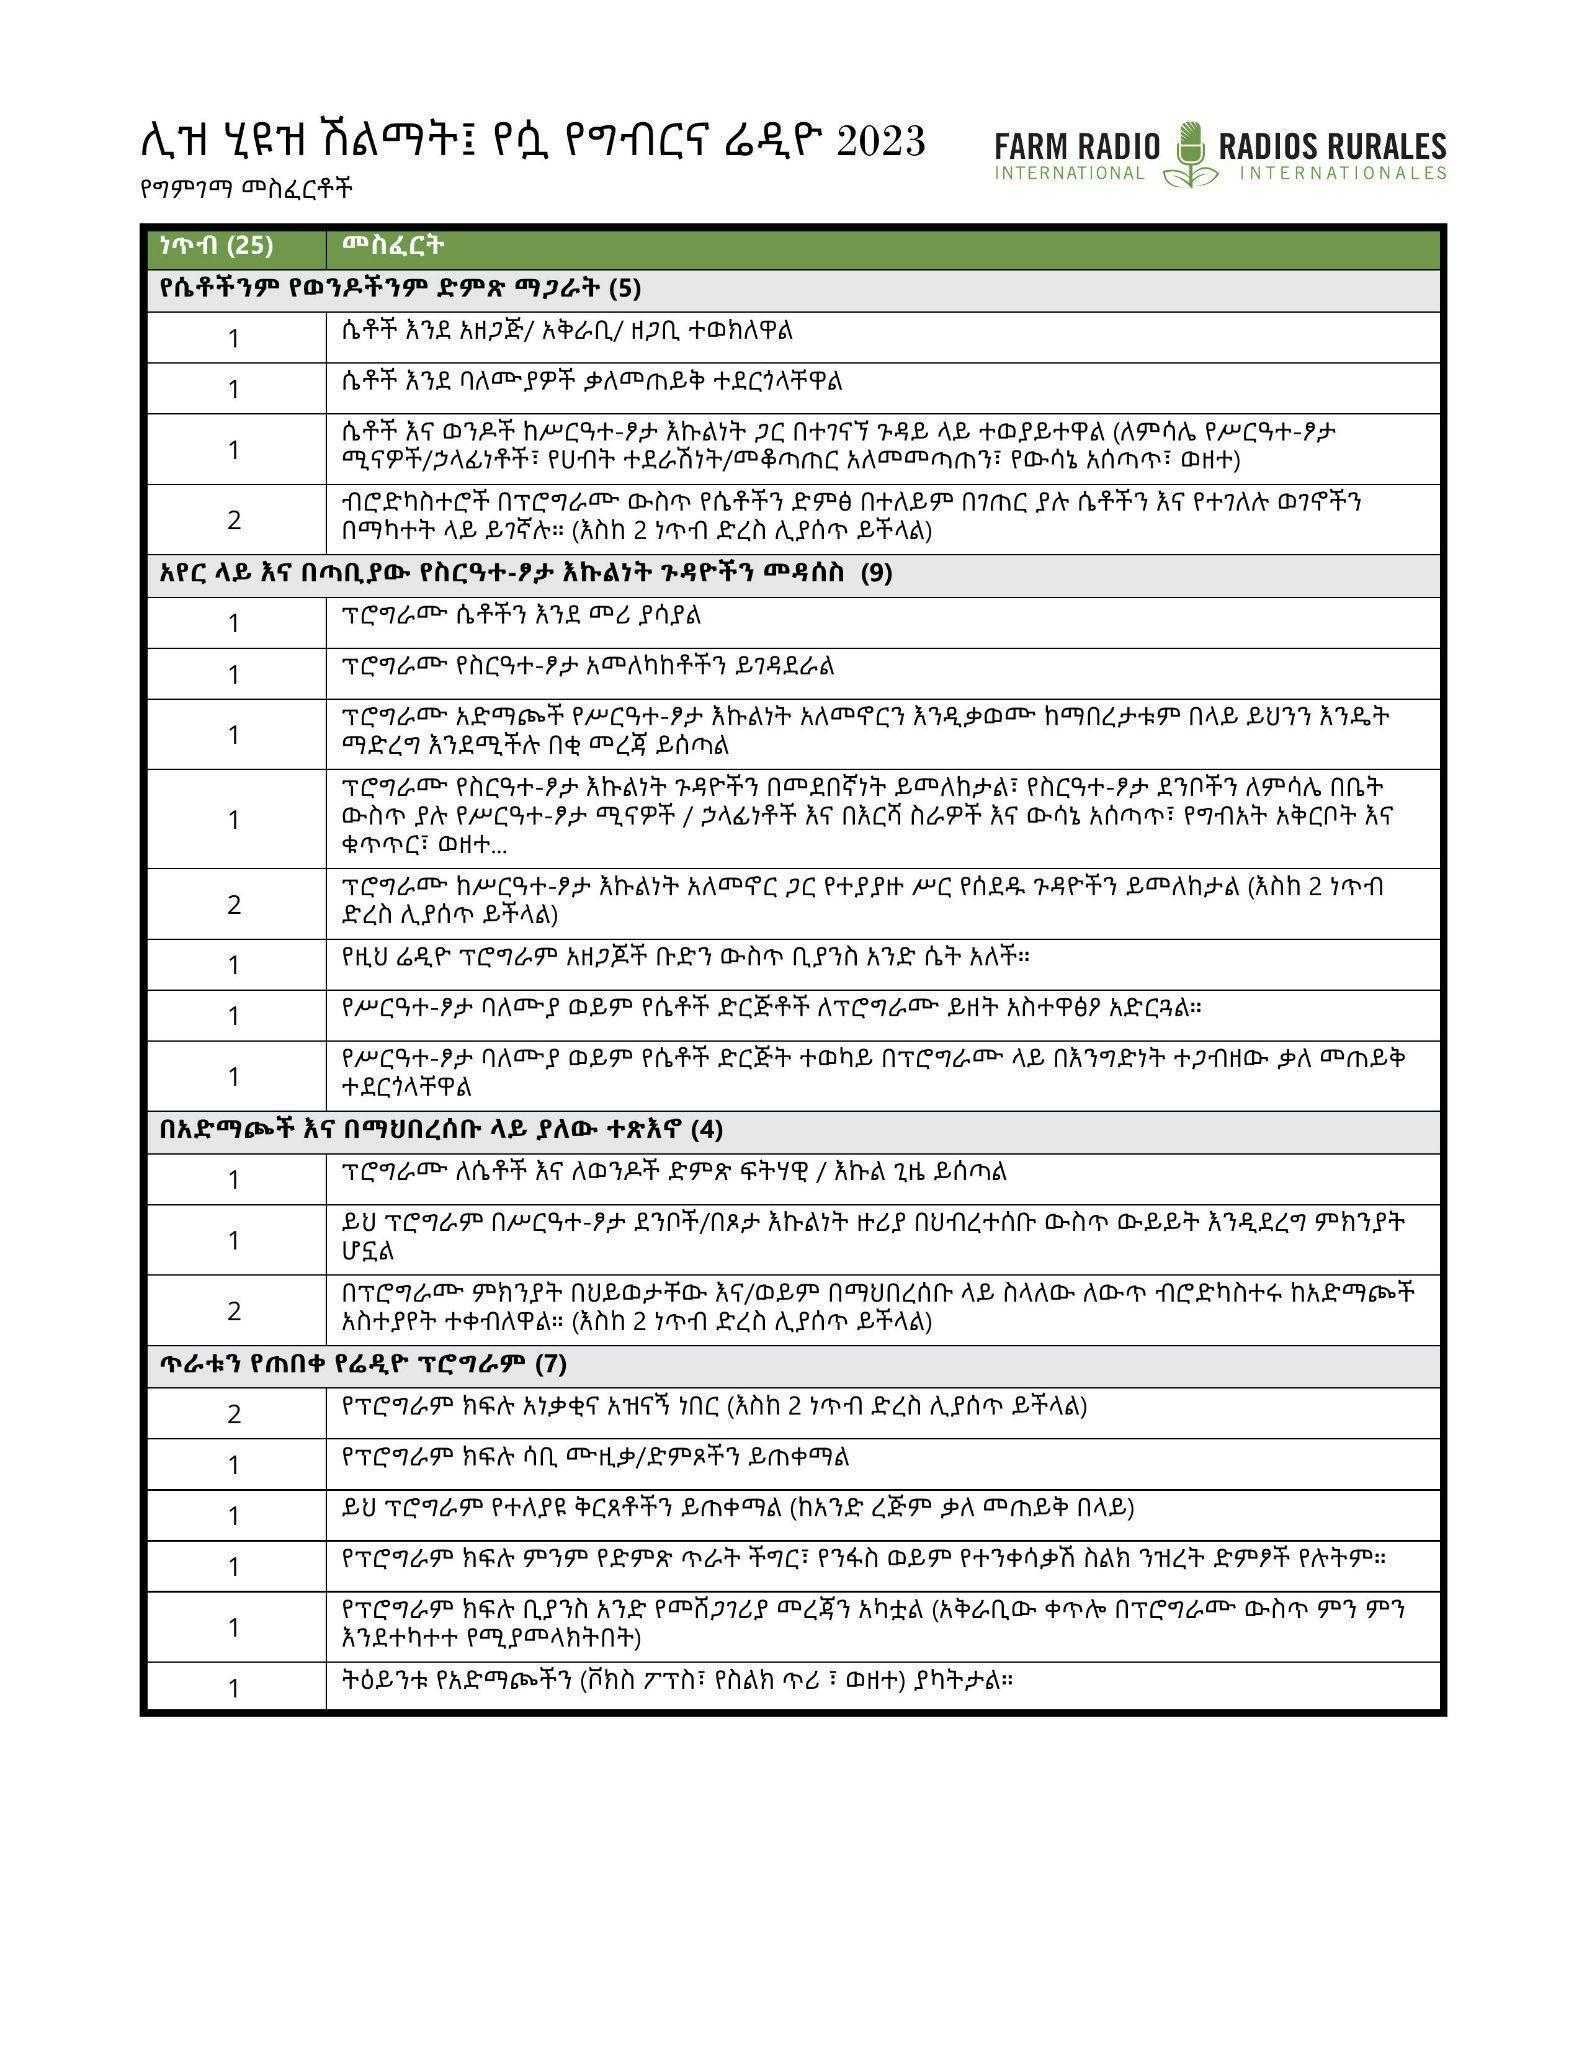 ሊዝ ሂዩዝ ሽልማት፤ የሷ የግብርና ሬዲዮ 2023
የግምገማ መስፈርቶች
FARM RADIO RADIOS RURALES
INTERNATIONAL INTERNATIONALES
ነጥብ (25) መስፈርት
የሴቶችንም የወንዶችንም ድምጽ ማጋራት (5)
1 ሴቶች እንደ አዘጋጅ/ አቅራቢ/ ዘጋቢ ተወክለዋል
1 ሴቶች እንደ ባለሙያዎች ቃለመጠይቅ ተደርጎላቸዋል
1 ሴቶች እና ወንዶች ከሥርዓተ-ፆታ እኩልነት ጋር በተገናኘ ጉዳይ ላይ ተወያይተዋል (ለምሳሌ የሥርዓተ-ፆታ
ሚናዎች/ኃላፊነቶች፣ የሀብት ተደራሽነት/መቆጣጠር አለመመጣጠን፣ የውሳኔ አሰጣጥ፣ ወዘተ)
2 ብሮድካስተሮች በፕሮግራሙ ውስጥ የሴቶችን ድምፅ በተለይም በገጠር ያሉ ሴቶችን እና የተገለሉ ወገኖችን
በማካተት ላይ ይገኛሉ። (እስከ 2 ነጥብ ድረስ ሊያሰጥ ይችላል)
አየር ላይ እና በጣቢያው የስርዓተ-ፆታ እኩልነት ጉዳዮችን መዳሰስ (9)
1 ፕሮግራሙ ሴቶችን እንደ መሪ ያሳያል
1 ፕሮግራሙ የስርዓተ-ፆታ አመለካከቶችን ይገዳደራል
1 ፕሮግራሙ አድማጮች የሥርዓተ-ፆታ እኩልነት አለመኖርን እንዲቃወሙ ከማበረታቱም በላይ ይህንን እንዴት
ማድረግ እንደሚችሉ በቂ መረጃ ይሰጣል
1 ፕሮግራሙ የስርዓተ-ፆታ እኩልነት ጉዳዮችን በመደበኛነት ይመለከታል፣ የስርዓተ-ፆታ ደንቦችን ለምሳሌ በቤት
ውስጥ ያሉ የሥርዓተ-ፆታ ሚናዎች / ኃላፊነቶች እና በእርሻ ስራዎች እና ውሳኔ አሰጣጥ፣ የግብአት አቅርቦት እና
ቁጥጥር፣ ወዘተ...
2 ፕሮግራሙ ከሥርዓተ-ፆታ እኩልነት አለመኖር ጋር የተያያዙ ሥር የሰደዱ ጉዳዮችን ይመለከታል (እስከ 2 ነጥብ
ድረስ ሊያሰጥ ይችላል)
1 የዚህ ሬዲዮ ፕሮግራም አዘጋጆች ቡድን ውስጥ ቢያንስ አንድ ሴት አለች።
1 የሥርዓተ-ፆታ ባለሙያ ወይም የሴቶች ድርጅቶች ለፕሮግራሙ ይዘት አስተዋፅዖ አድርጓል።
1 የሥርዓተ-ፆታ ባለሙያ ወይም የሴቶች ድርጅት ተወካይ በፕሮግራሙ ላይ በእንግድነት ተጋብዘው ቃለ መጠይቅ
ተደርጎላቸዋል
በአድማጮች እና በማህበረሰቡ ላይ ያለው ተጽእኖ (4)
1 ፕሮግራሙ ለሴቶች እና ለወንዶች ድምጽ ፍትሃዊ / እኩል ጊዜ ይሰጣል
1 ይህ ፕሮግራም በሥርዓተ-ፆታ ደንቦች/በጾታ እኩልነት ዙሪያ በህብረተሰቡ ውስጥ ውይይት እንዲደረግ ምክንያት
ሆኗል
2 በፕሮግራሙ ምክንያት በህይወታቸው እና/ወይም በማህበረሰቡ ላይ ስላለው ለውጥ ብሮድካስተሩ ከአድማጮች
አስተያየት ተቀብለዋል። (እስከ 2 ነጥብ ድረስ ሊያሰጥ ይችላል)
ጥራቱን የጠበቀ የሬዲዮ ፕሮግራም (7)
2 የፕሮግራም ክፍሉ አነቃቂና አዝናኝ ነበር (እስከ 2 ነጥብ ድረስ ሊያሰጥ ይችላል)
1 የፕሮግራም ክፍሉ ሳቢ ሙዚቃ/ድምጾችን ይጠቀማል
1 ይህ ፕሮግራም የተለያዩ ቅርጸቶችን ይጠቀማል (ከአንድ ረጅም ቃለ መጠይቅ በላይ)
1 የፕሮግራም ክፍሉ ምንም የድምጽ ጥራት ችግር፣ የንፋስ ወይም የተንቀሳቃሽ ስልክ ንዝረት ድምፆች የሉትም።
1 የፕሮግራም ክፍሉ ቢያንስ አንድ የመሸጋገሪያ መረጃን አካቷል (አቅራቢው ቀጥሎ በፕሮግራሙ ውስጥ ምን ምን
እንደተካተተ የሚያመላክትበት)
1 ትዕይንቱ የአድማጮችን (ቮክስ ፖፕስ፣ የስልክ ጥሪ ፣ ወዘተ) ያካትታል።